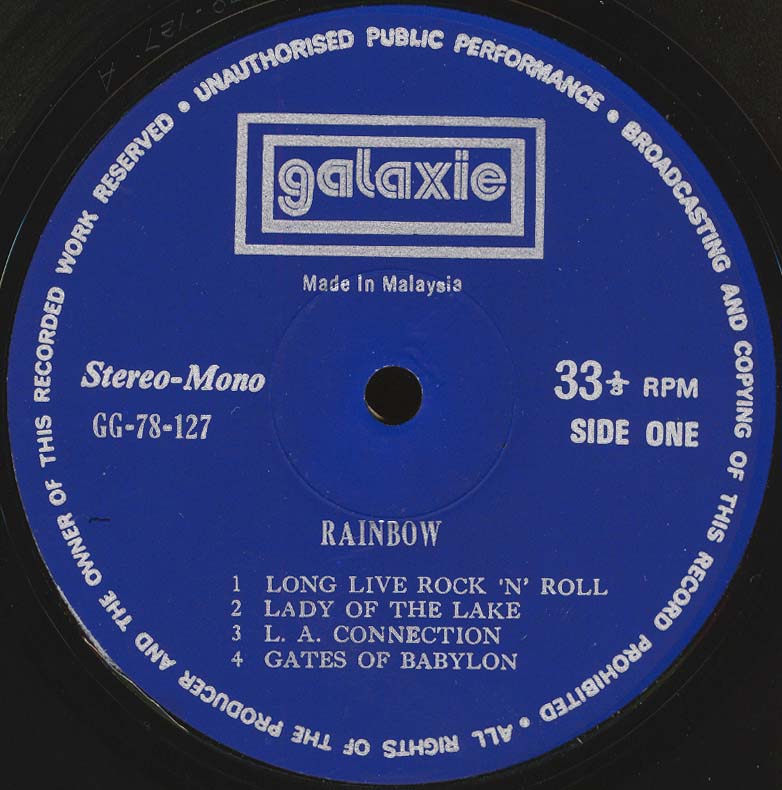 UNAUTHORISED PUBLIC PERFORMANCE • BROADCASTING AND COPYING OF THIS RECORD PROHIBITED • ALL RIGHTS OF THE PRODUCER AND THE OWNER OF THIS RECORDED WORK RESERVED •
galaxie
Made In Malaysia
Stereo-Mono
GG-78-127
33⅓ RPM
SIDE ONE
RAINBOW
1 LONG LIVE ROCK 'N' ROLL
2 LADY OF THE LAKE
3 L. A. CONNECTION
4 GATES OF BABYLON